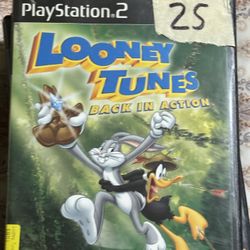 PlayStation®2
25
LOONEY
TUNES
BACK IN ACTION